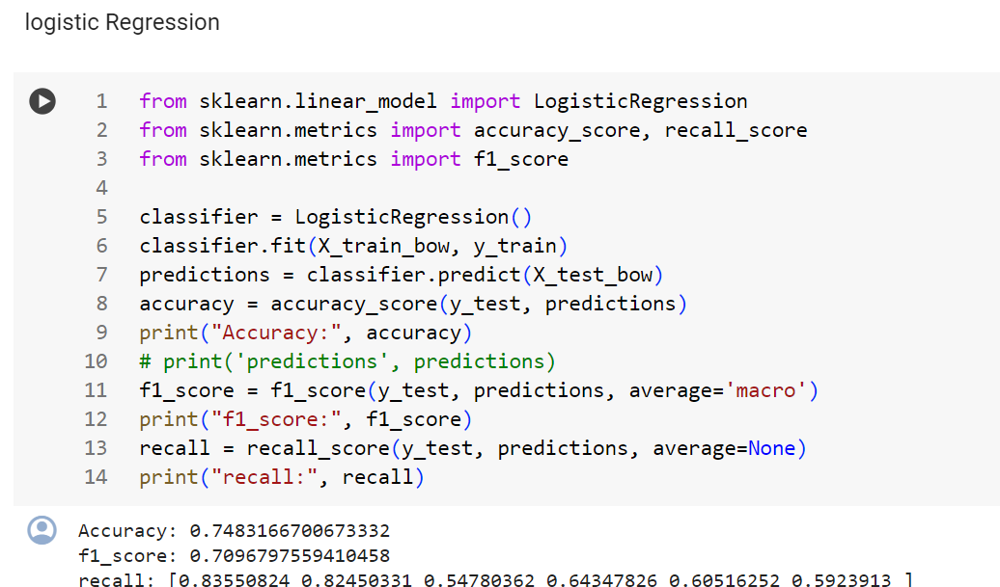 logistic Regression
1 from sklearn.linear_model import LogisticRegression
2 from sklearn.metrics import accuracy_score, recall_score
3 from sklearn.metrics import f1_score
4
5 classifier = LogisticRegression()
6 classifier.fit(X_train_bow, y_train)
7 predictions = classifier.predict(X_test_bow)
8 accuracy = accuracy_score(y_test, predictions)
9 print("Accuracy:", accuracy)
10 # print('predictions', predictions)
11 f1_score = f1_score(y_test, predictions, average='macro')
12 print("f1_score:", f1_score)
13 recall = recall_score(y_test, predictions, average=None)
14 print("recall:", recall)
Accuracy: 0.7483166700673332
f1_score: 0.7096797559410458
recall: [0.83550824 0.82450331 0.54780362 0.64347826 0.60516252 0.5923913 ]